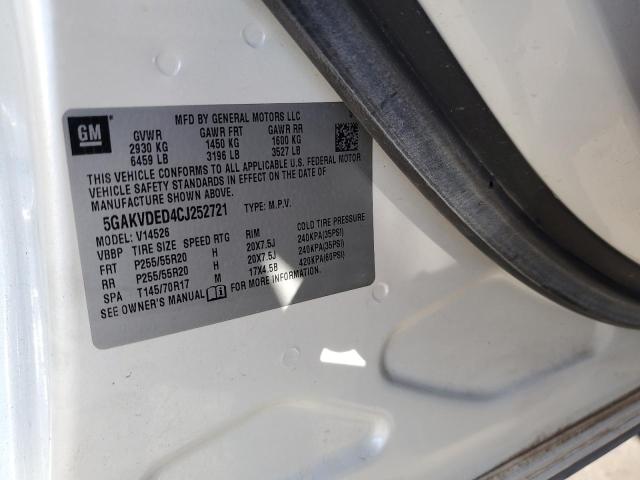 GM
MFD BY GENERAL MOTORS LLC
GVWR GAWR FRT GAWR RR
2930 KG 1450 KG 1600 KG
6459 LB 3196 LB 3527 LB
THIS VEHICLE CONFORMS TO ALL APPLICABLE U.S. FEDERAL MOTOR
VEHICLE SAFETY STANDARDS IN EFFECT ON THE DATE OF
MANUFACTURE SHOWN ABOVE.
5GAKVDED4CJ252721 TYPE: M.P.V.
MODEL: V14526
VBBP TIRE SIZE SPEED RTG RIM COLD TIRE PRESSURE
FRT P255/55R20 H 20X7.5J 240KPA(35PSI)
RR P255/55R20 H 20X7.5J 240KPA(35PSI)
SPA T145/70R17 M 17X4.5B 420KPA(60PSI)
SEE OWNER'S MANUAL FOR MORE INFORMATION.